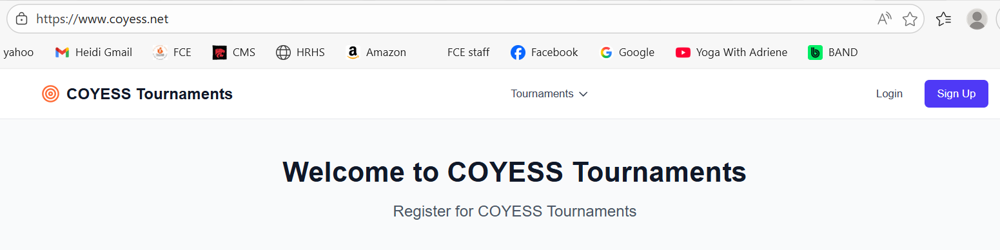 https://www.coyess.net
yahoo Heidi Gmail FCE CMS HRHS Amazon FCE staff Facebook Google Yoga With Adriene BAND
COYESS Tournaments Tournaments Login Sign Up
Welcome to COYESS Tournaments
Register for COYESS Tournaments